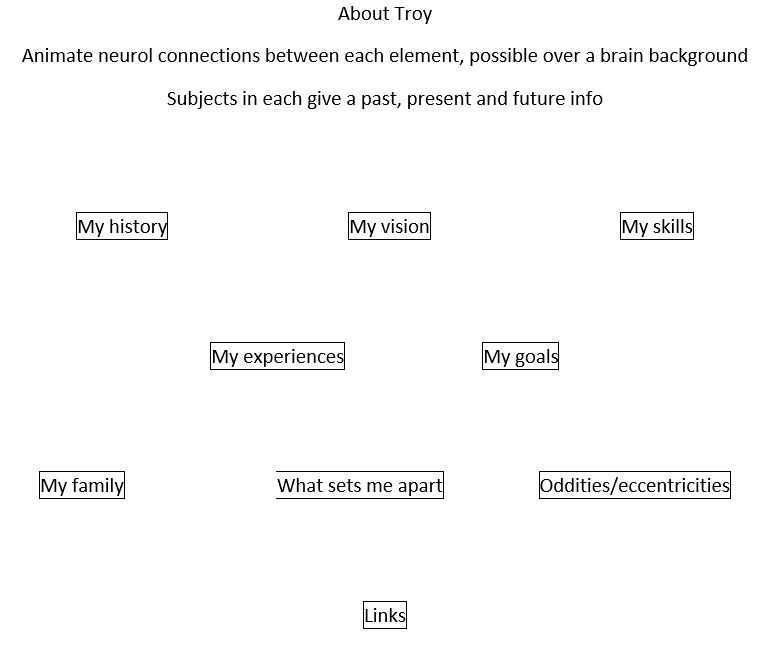 About Troy
Animate neurol connections between each element, possible over a brain background
Subjects in each give a past, present and future info
My history My vision My skills
My experiences My goals
My family What sets me apart Oddities/eccentricities
Links